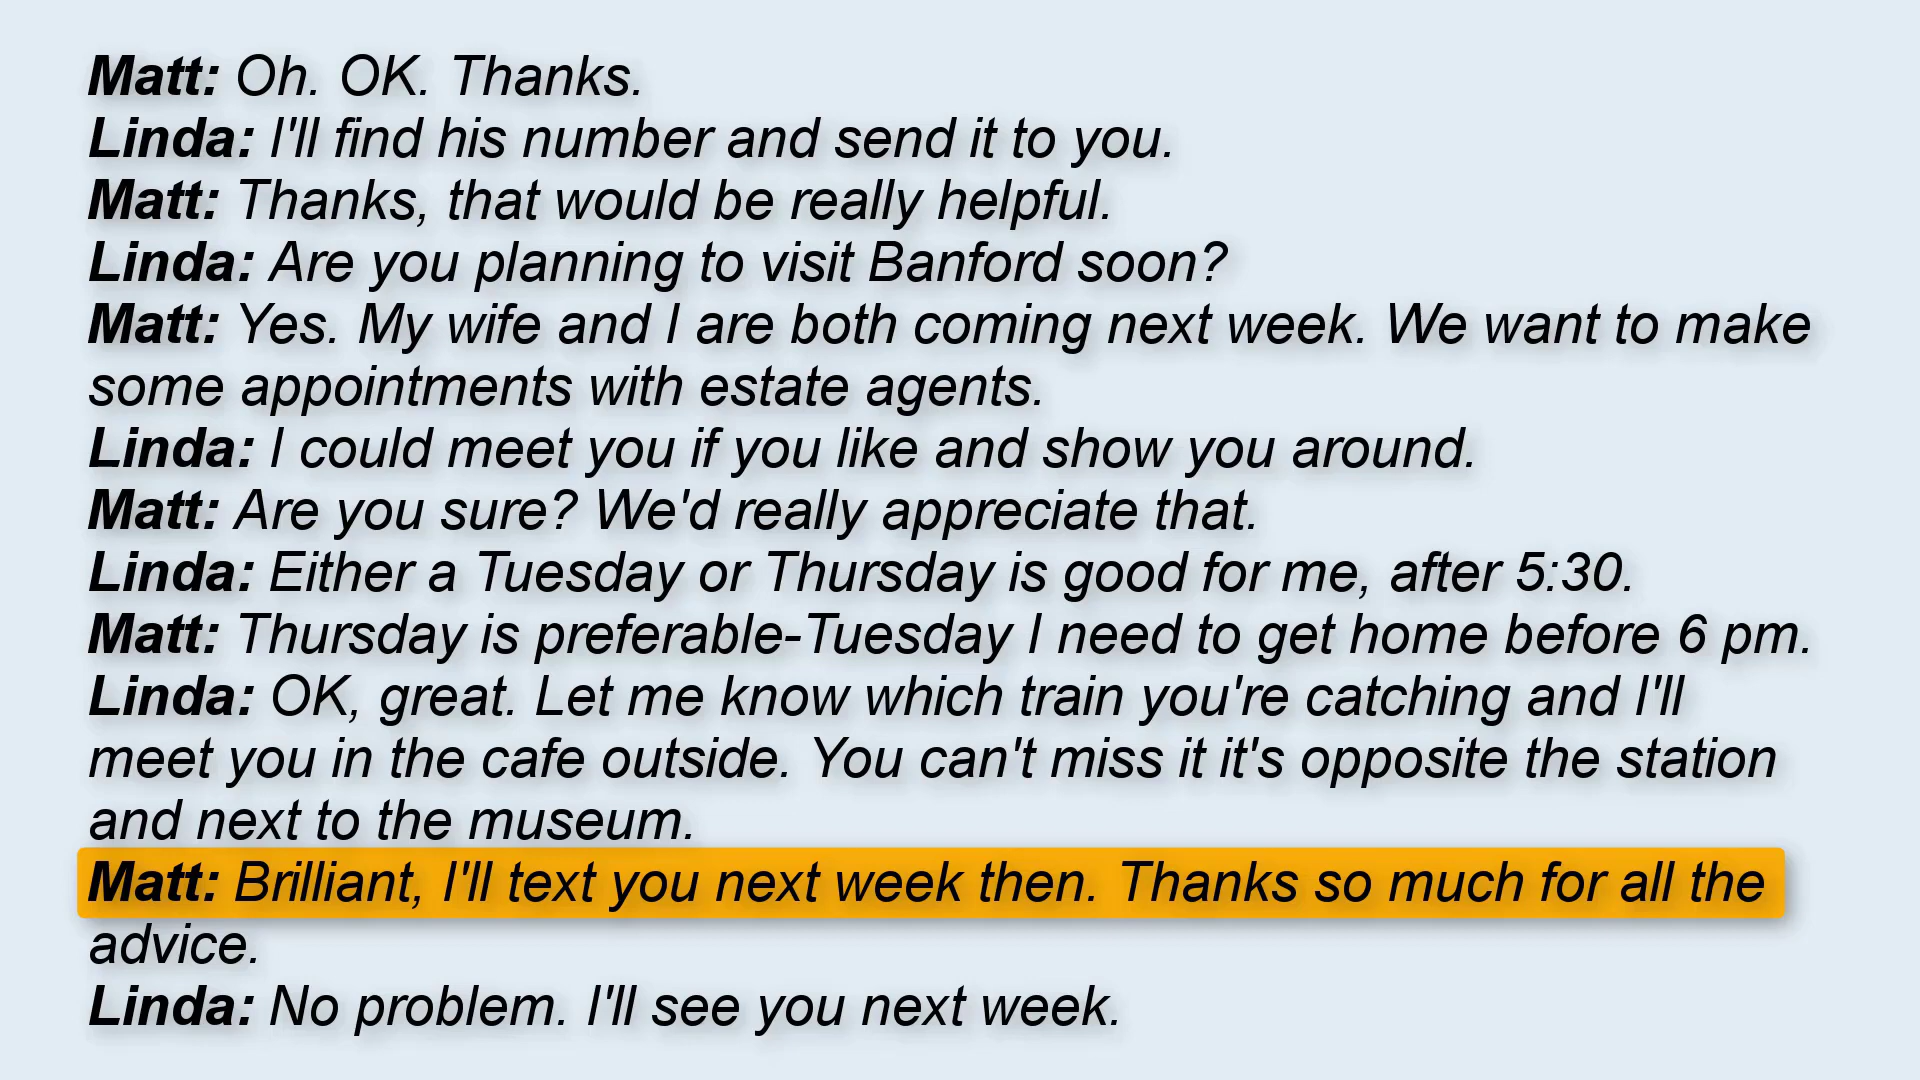 Matt: Oh. OK. Thanks.
Linda: I'll find his number and send it to you.
Matt: Thanks, that would be really helpful.
Linda: Are you planning to visit Banford soon?
Matt: Yes. My wife and I are both coming next week. We want to make
some appointments with estate agents.
Linda: I could meet you if you like and show you around.
Matt: Are you sure? We'd really appreciate that.
Linda: Either a Tuesday or Thursday is good for me, after 5:30.
Matt: Thursday is preferable-Tuesday I need to get home before 6 pm.
Linda: OK, great. Let me know which train you're catching and I'll
meet you in the cafe outside. You can't miss it it's opposite the station
and next to the museum.
Matt: Brilliant, I'll text you next week then. Thanks so much for all the
advice.
Linda: No problem. I'll see you next week.